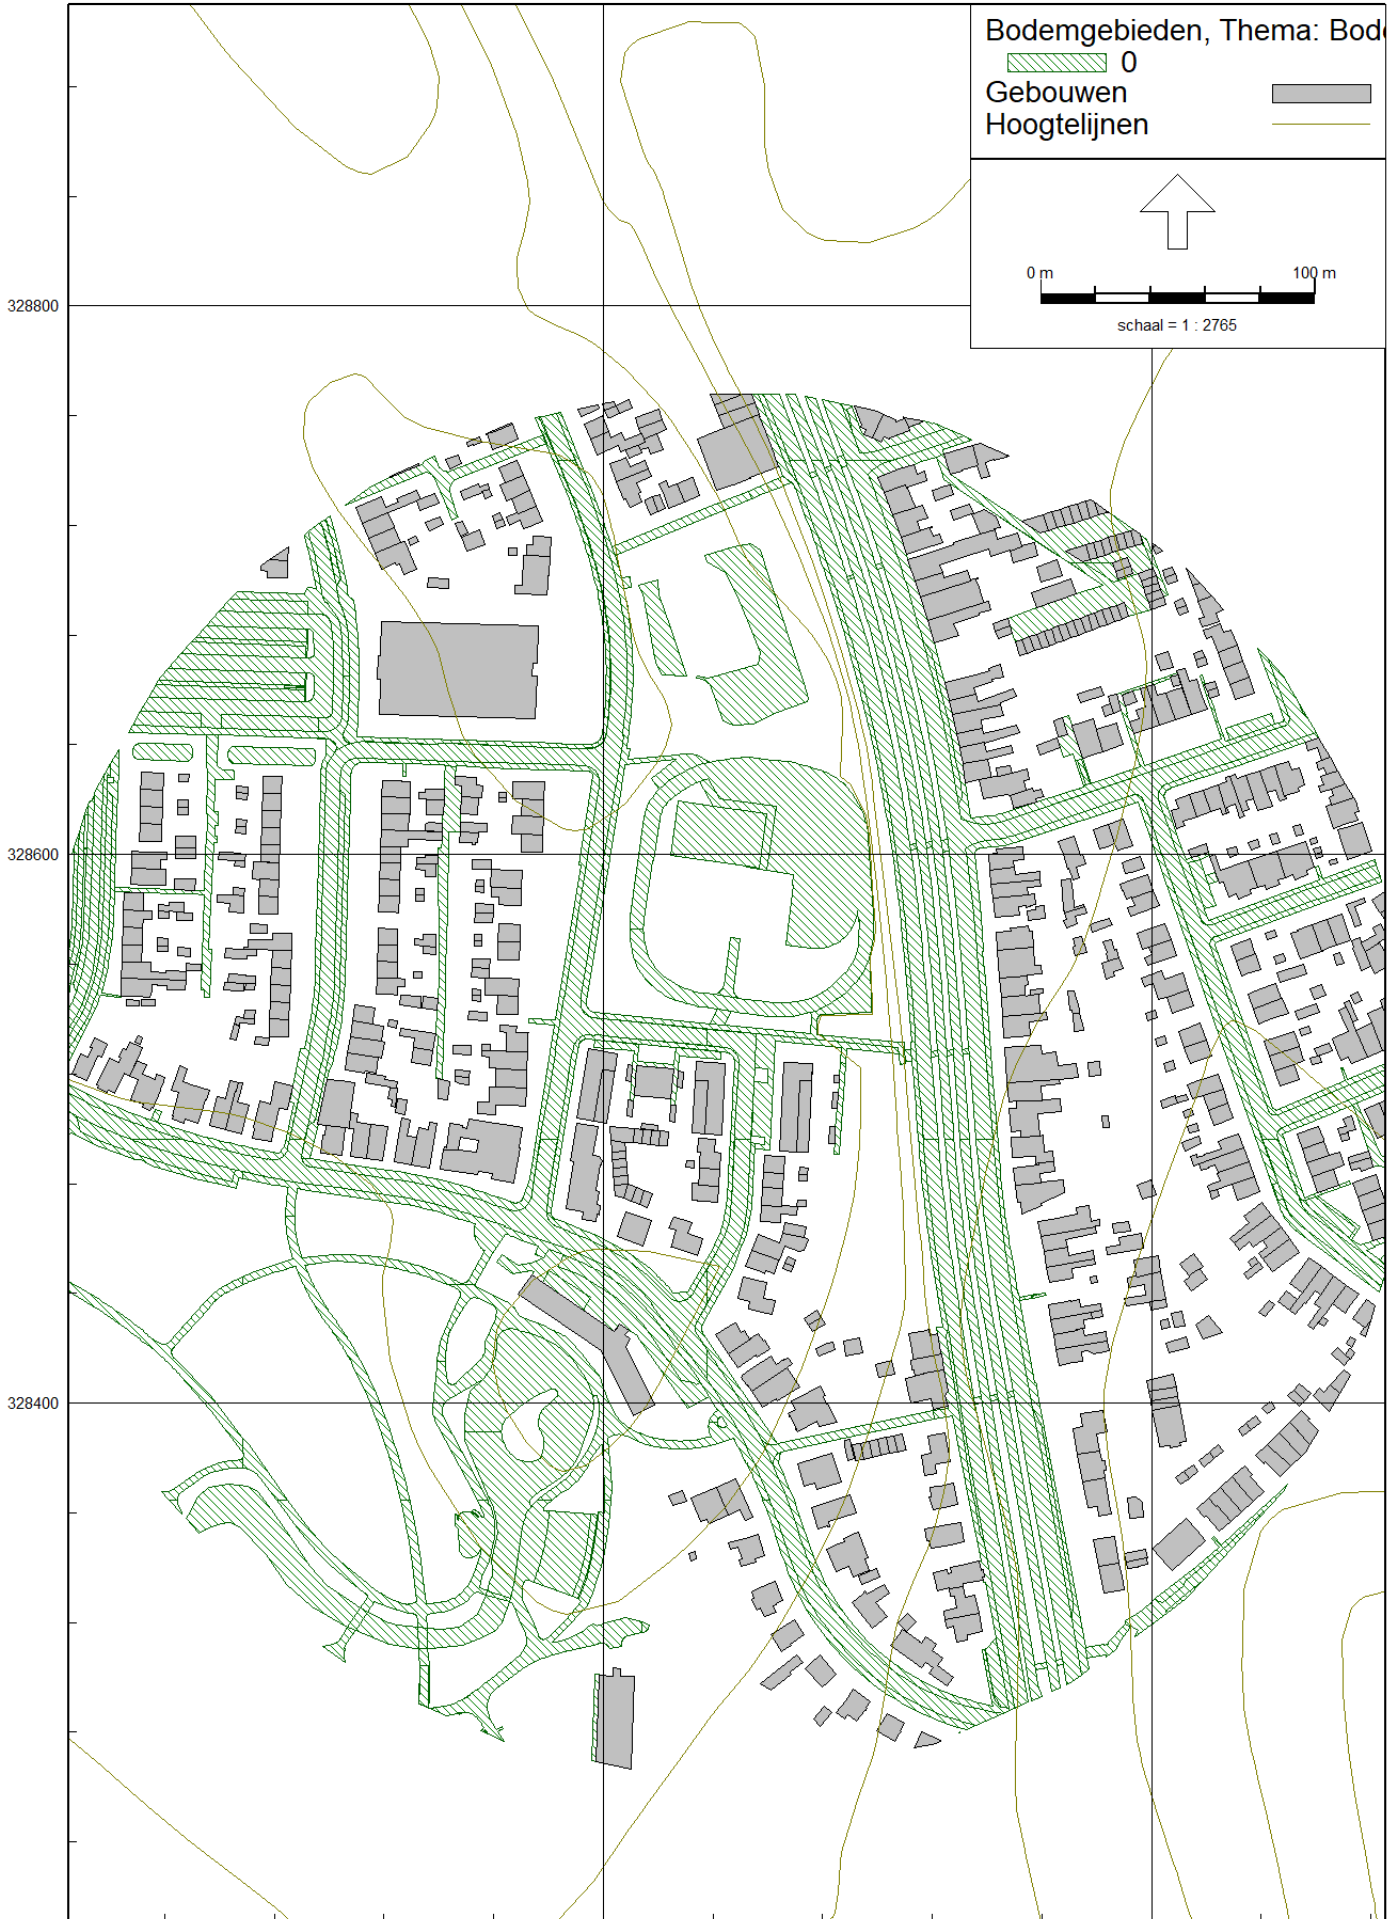 Bodemgebieden, Thema: Bod
0
Gebouwen
Hoogtelijnen
0 m 100 m
schaal = 1 : 2765
328800
328600
328400